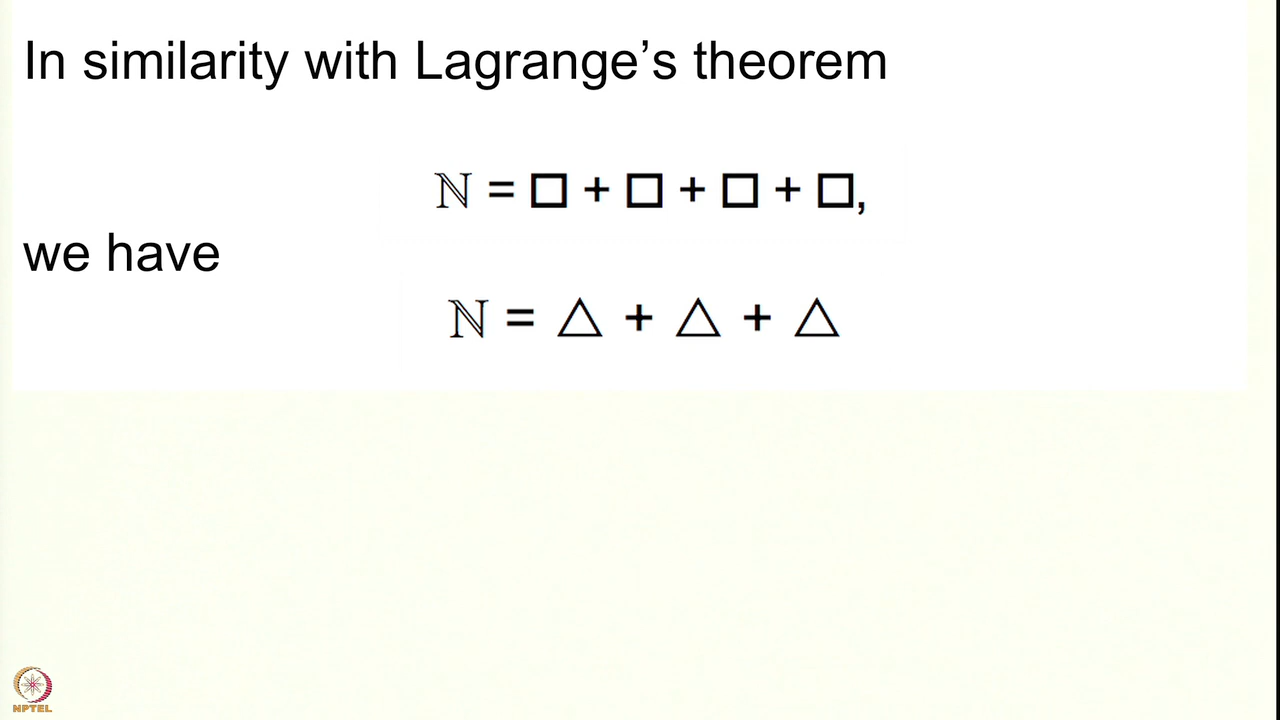 In similarity with Lagrange’s theorem
ℕ = □ + □ + □ + □,
we have
ℕ = △ + △ + △
NPTEL